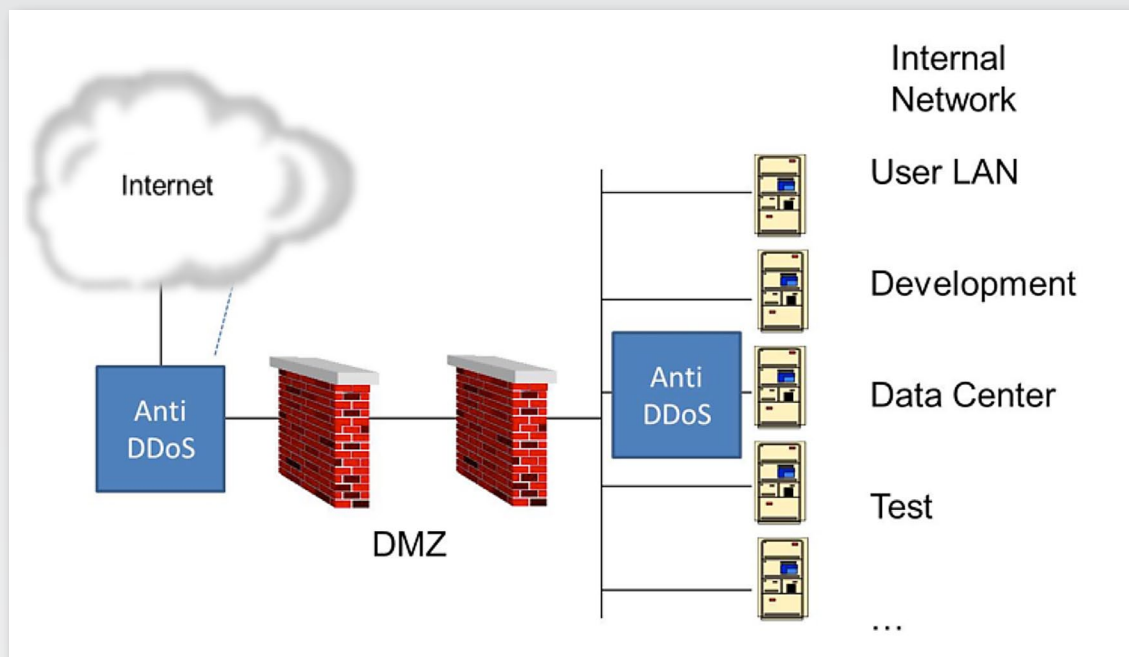 Internal
Network
Internet
User LAN
Development
Anti
DDoS
Anti
DDoS
Data Center
Test
DMZ
...